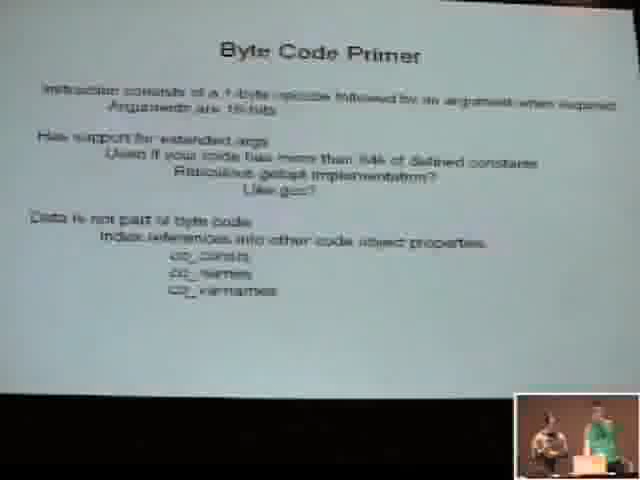 Byte Code Primer
Instruction consists of a 1-byte opcode followed by an argument when required
Arguments are 16-bits
Has support for extended args
Used if your code has more than 64k of defined constants
Ridiculous getopt implementation?
Like gcc?
Data is not part of byte code
Index references into other code object properties
co_consts
co_names
co_varnames